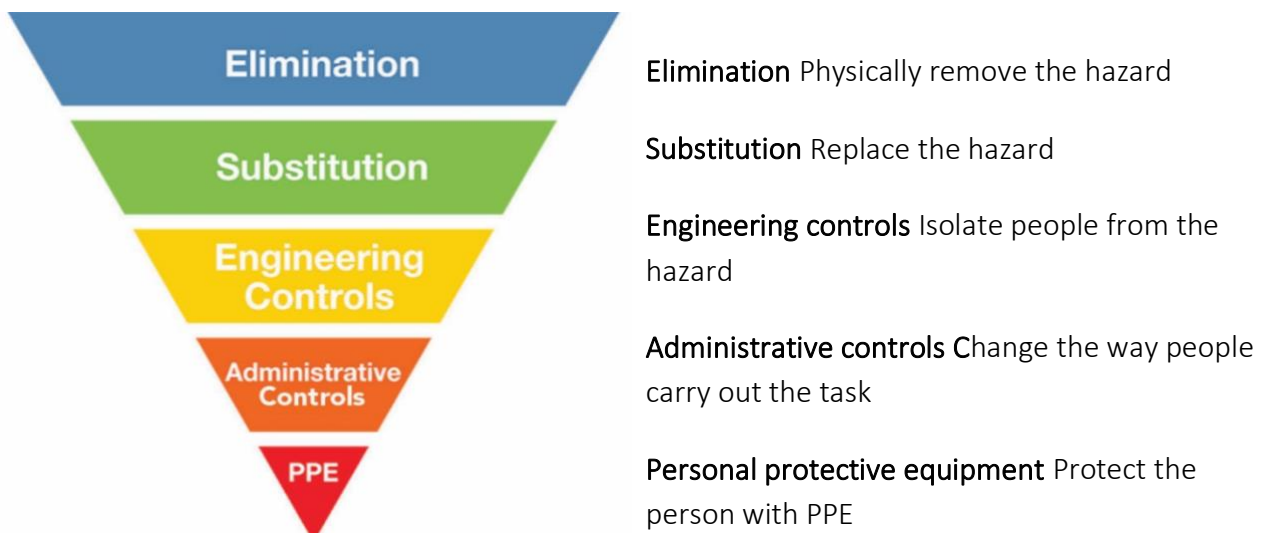 Elimination
Substitution
Engineering
Controls
Administrative
Controls
PPE
Elimination Physically remove the hazard
Substitution Replace the hazard
Engineering controls Isolate people from the
hazard
Administrative controls Change the way people
carry out the task
Personal protective equipment Protect the
person with PPE